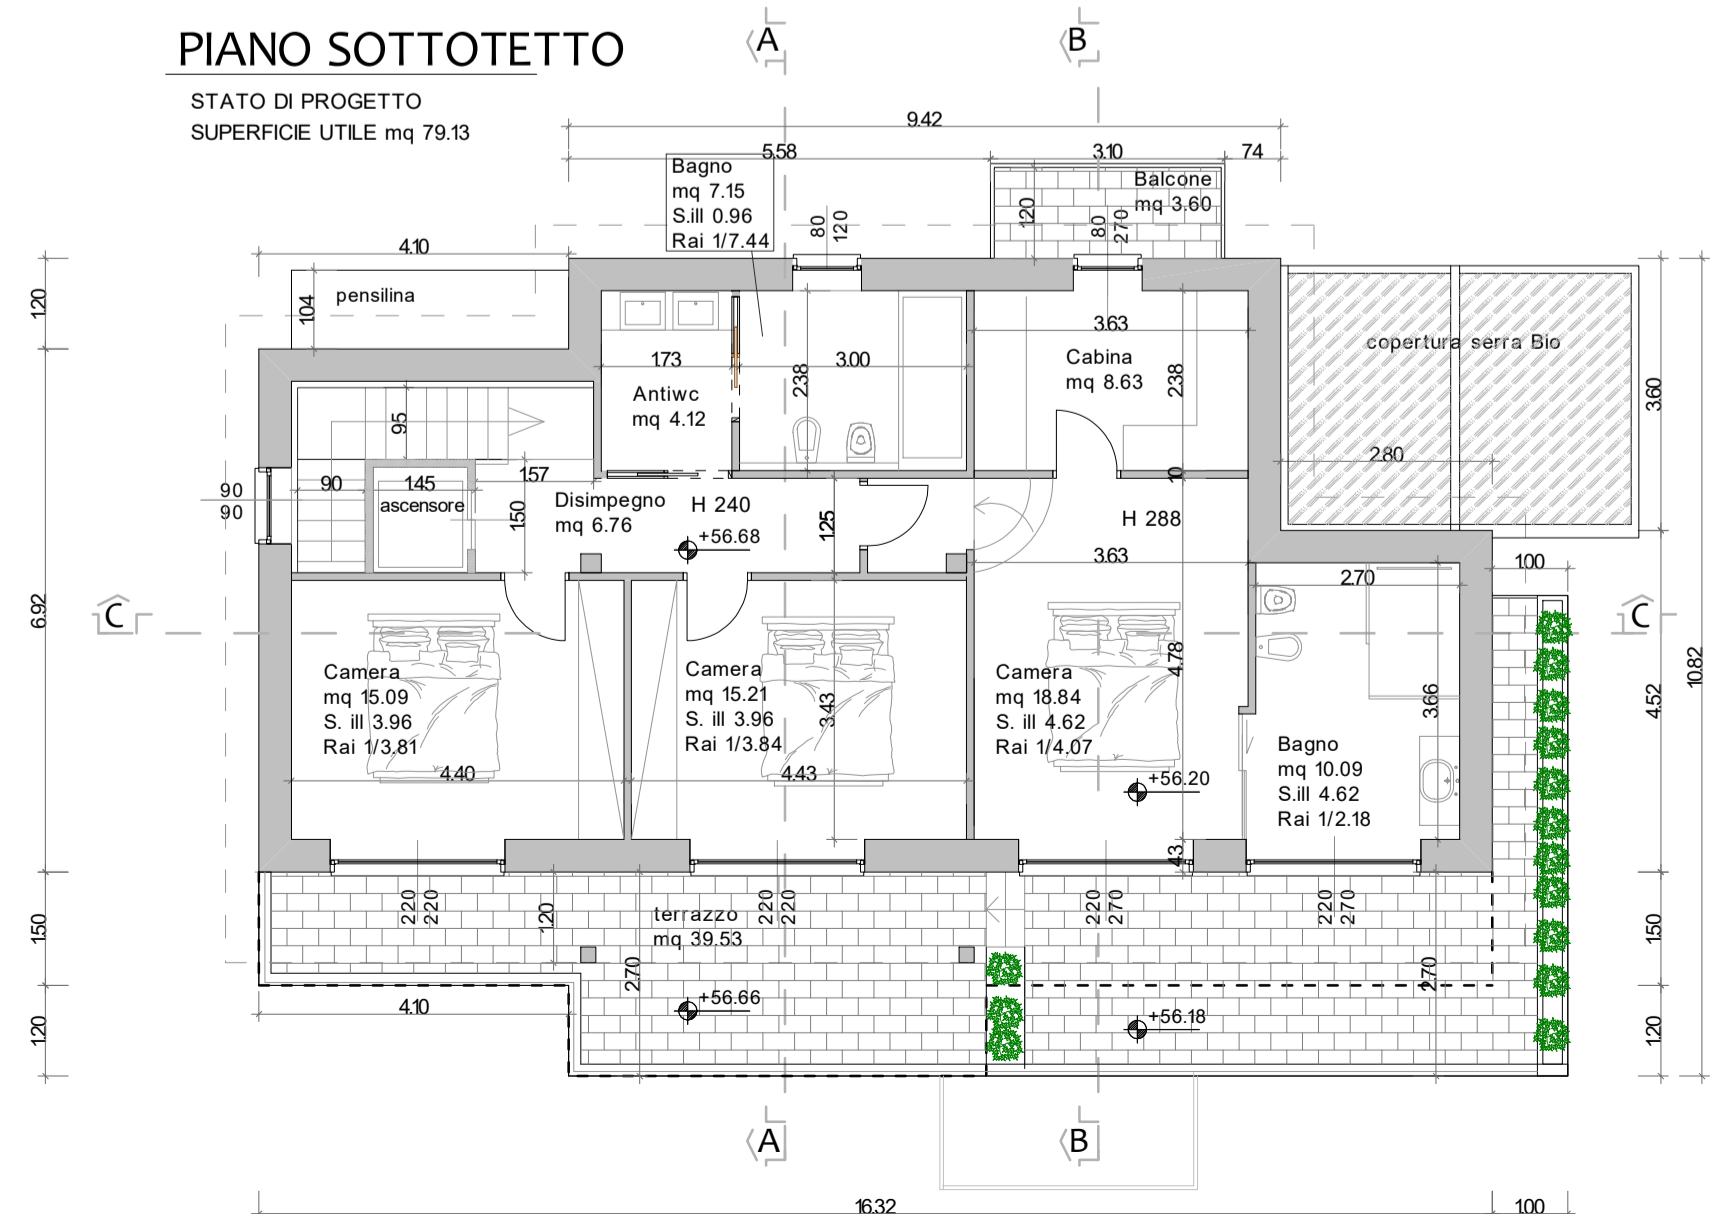 PIANO SOTTOTETTO
STATO DI PROGETTO
SUPERFICIE UTILE mq 79.13
A
B
9.42
5.58
3.10
74
Bagno
mq 7.15
S.ill 0.96
Rai 1/7.44
Balcone
mq 3.60
120
80
120
80
270
4.10
pensilina
104
120
6.92
150
120
173
3.00
238
Antiwc
mq 4.12
3.63
Cabina
mq 8.63
238
copertura serra Bio
2.80
3.60
10.82
4.52
150
120
95
90
90
90
145
157
ascensore
150
Disimpegno
mq 6.76
H 240
+56.68
125
10
H 288
3.63
100
2.70
C
C
Camera
mq 15.09
S. ill 3.96
Rai 1/3.81
4.40
Camera
mq 15.21
S. ill 3.96
Rai 1/3.84
3.43
4.43
Camera
mq 18.84
S. ill 4.62
Rai 1/4.07
4.78
+56.20
43
3.66
Bagno
mq 10.09
S.ill 4.62
Rai 1/2.18
220
220
120
terrazzo
mq 39.53
220
220
220
270
220
270
2.70
2.70
4.10
+56.66
+56.18
A
B
16.32
100